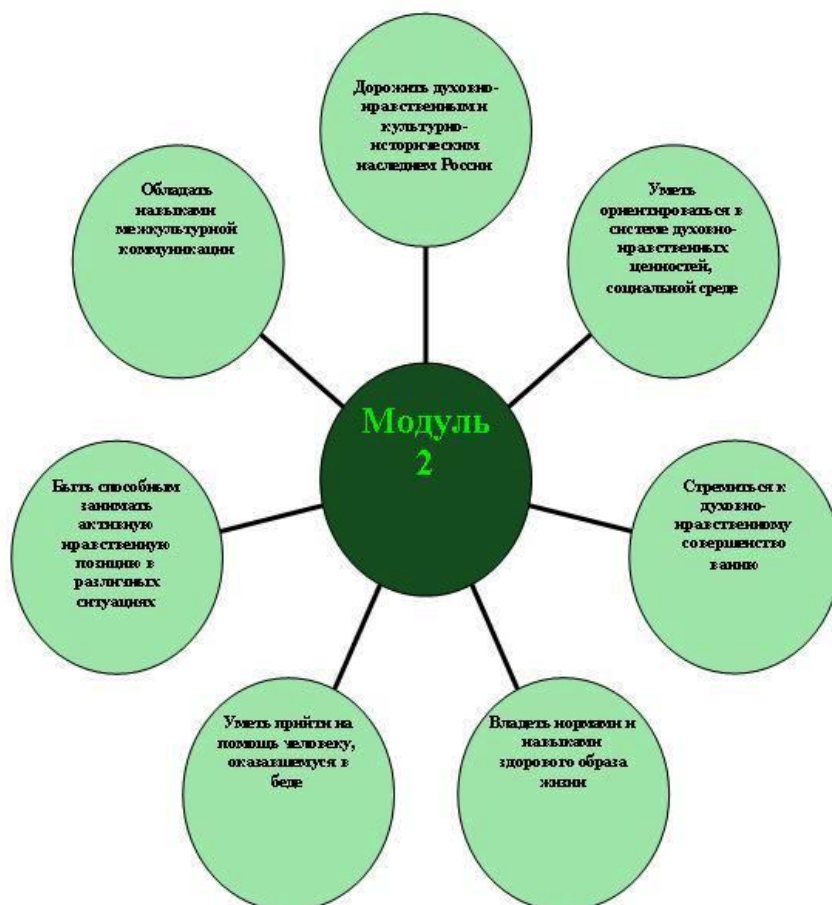 Дорожить духовно-
нравственным и
культурно-
историческим
наследием России
Уметь
ориентироваться в
системе духовно-
нравственных
ценностей,
социальной среде
Стремиться к
духовно-
нравственному
совершенство
ванию
Владеть нормами и
навыками
здорового образа
жизни
Уметь прийти на
помощь человеку,
оказавшемуся в
беде
Быть способным
занимать
активную
нравственную
позицию в
различных
ситуациях
Обладать
навыками
межкультурной
коммуникации
Модуль
2